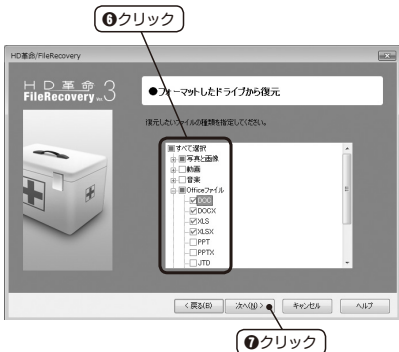 ❻クリック
HD革命/FileRecovery
HD革命
FileRecovery Ver.3
●フォーマットしたドライブから復元
復元したいファイルの種類を指定してください。
すべて選択
写真と画像
動画
音楽
Officeファイル
DOC
DOCX
XLS
XLSX
PPT
PPTX
JTD
< 戻る(B)
次へ(N) >
キャンセル
ヘルプ
❼クリック